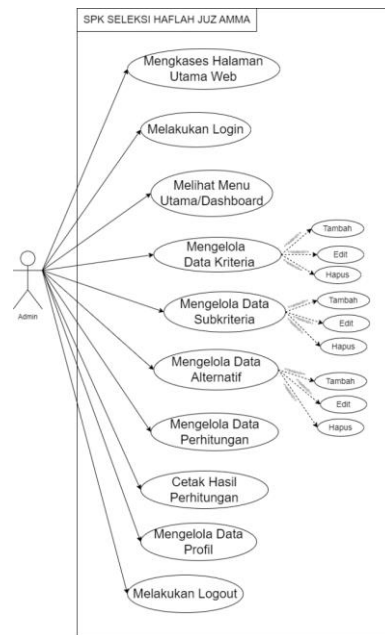 SPK SELEKSI HAFLAH JUZ AMMA
Mengkases Halaman
Utama Web
Melakukan Login
Melihat Menu
Utama/Dashboard
Mengelola
Data Kriteria
Tambah
Edit
Hapus
Mengelola Data
Subkriteria
Tambah
Edit
Hapus
Admin
Mengelola Data
Alternatif
Tambah
Edit
Hapus
Mengelola Data
Perhitungan
Cetak Hasil
Perhitungan
Mengelola Data
Profil
Melakukan Logout